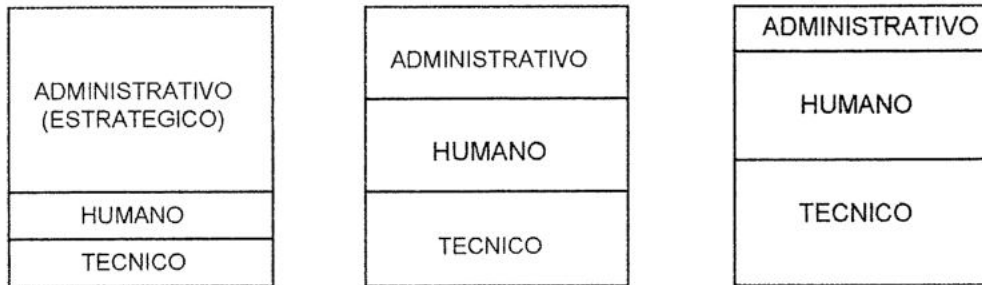 ADMINISTRATIVO
(ESTRATEGICO)
HUMANO
TECNICO
ADMINISTRATIVO
HUMANO
TECNICO
ADMINISTRATIVO
HUMANO
TECNICO